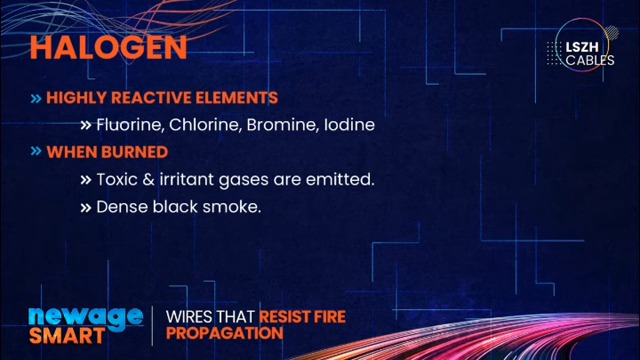 HALOGEN
LSZH
CABLES
» HIGHLY REACTIVE ELEMENTS
» Fluorine, Chlorine, Bromine, Iodine
» WHEN BURNED
» Toxic & irritant gases are emitted.
» Dense black smoke.
newage
SMART
WIRES THAT RESIST FIRE
PROPAGATION